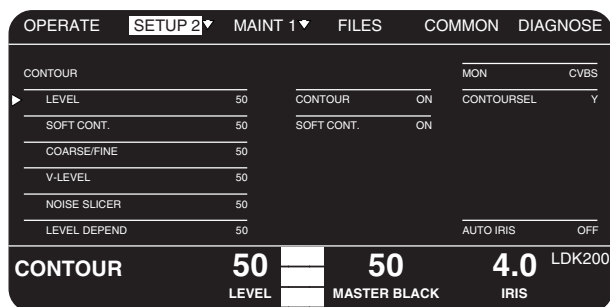 OPERATE SETUP 2 MAINT 1 FILES COMMON DIAGNOSE
CONTOUR MON CVBS
LEVEL 50 CONTOUR ON CONTOURSEL Y
SOFT CONT. 50 SOFT CONT. ON
COARSE/FINE 50
V-LEVEL 50
NOISE SLICER 50
LEVEL DEPEND 50 AUTO IRIS OFF
CONTOUR 50 50 4.0 LDK200
LEVEL MASTER BLACK IRIS